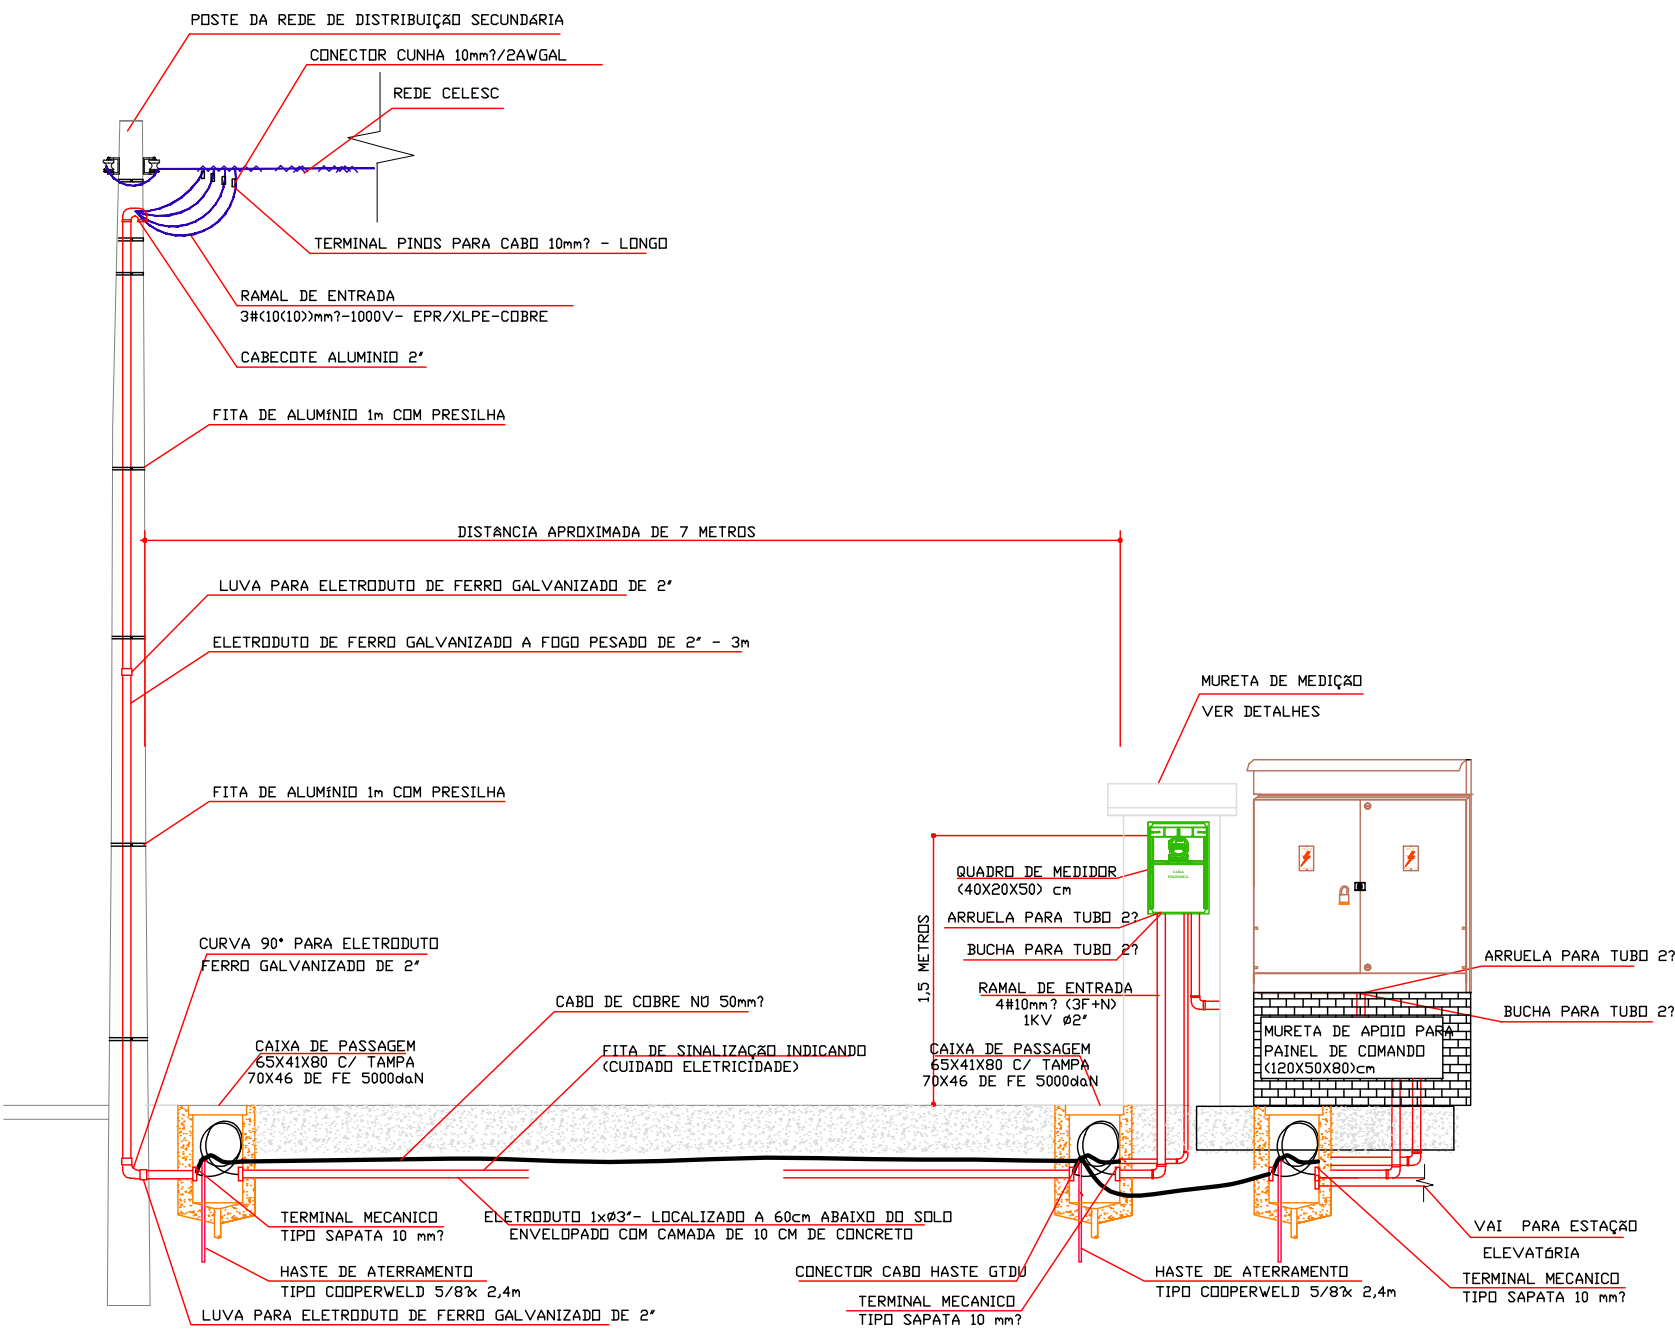 POSTE DA REDE DE DISTRIBUIÇÃO SECUNDÁRIA
CONECTOR CUNHA 10mm?/2AWGAL
REDE CELESC
TERMINAL PINOS PARA CABO 10mm? - LONGO
RAMAL DE ENTRADA
3#(10(10))mm?-1000V- EPR/XLPE-COBRE
CABECOTE ALUMINIO 2"
FITA DE ALUMÍNIO 1m COM PRESILHA
DISTÂNCIA APROXIMADA DE 7 METROS
LUVA PARA ELETRODUTO DE FERRO GALVANIZADO DE 2"
ELETRODUTO DE FERRO GALVANIZADO A FOGO PESADO DE 2" - 3m
MURETA DE MEDIÇÃO
VER DETALHES
FITA DE ALUMÍNIO 1m COM PRESILHA
QUADRO DE MEDIDOR
(40X20X50) cm
ARRUELA PARA TUBO 2?
BUCHA PARA TUBO 2?
1,5 METROS
RAMAL DE ENTRADA
4#10mm? (3F+N)
1KV Ø2"
CURVA 90° PARA ELETRODUTO
FERRO GALVANIZADO DE 2"
ARRUELA PARA TUBO 2?
BUCHA PARA TUBO 2?
CABO DE COBRE NÚ 50mm?
MURETA DE APOIO PARA
PAINEL DE COMANDO
(120X50X80)cm
CAIXA DE PASSAGEM
65X41X80 C/ TAMPA
70X46 DE FE 5000daN
FITA DE SINALIZAÇÃO INDICANDO
(CUIDADO ELETRICIDADE)
CAIXA DE PASSAGEM
65X41X80 C/ TAMPA
70X46 DE FE 5000daN
TERMINAL MECANICO
TIPO SAPATA 10 mm?
ELETRODUTO 1xØ3"- LOCALIZADO A 60cm ABAIXO DO SOLO
ENVELOPADO COM CAMADA DE 10 CM DE CONCRETO
VAI PARA ESTAÇÃO
ELEVATÓRIA
HASTE DE ATERRAMENTO
TIPO COOPERWELD 5/8?x 2,4m
CONECTOR CABO HASTE GTDU
HASTE DE ATERRAMENTO
TIPO COOPERWELD 5/8?x 2,4m
TERMINAL MECANICO
TIPO SAPATA 10 mm?
TERMINAL MECANICO
TIPO SAPATA 10 mm?
LUVA PARA ELETRODUTO DE FERRO GALVANIZADO DE 2"